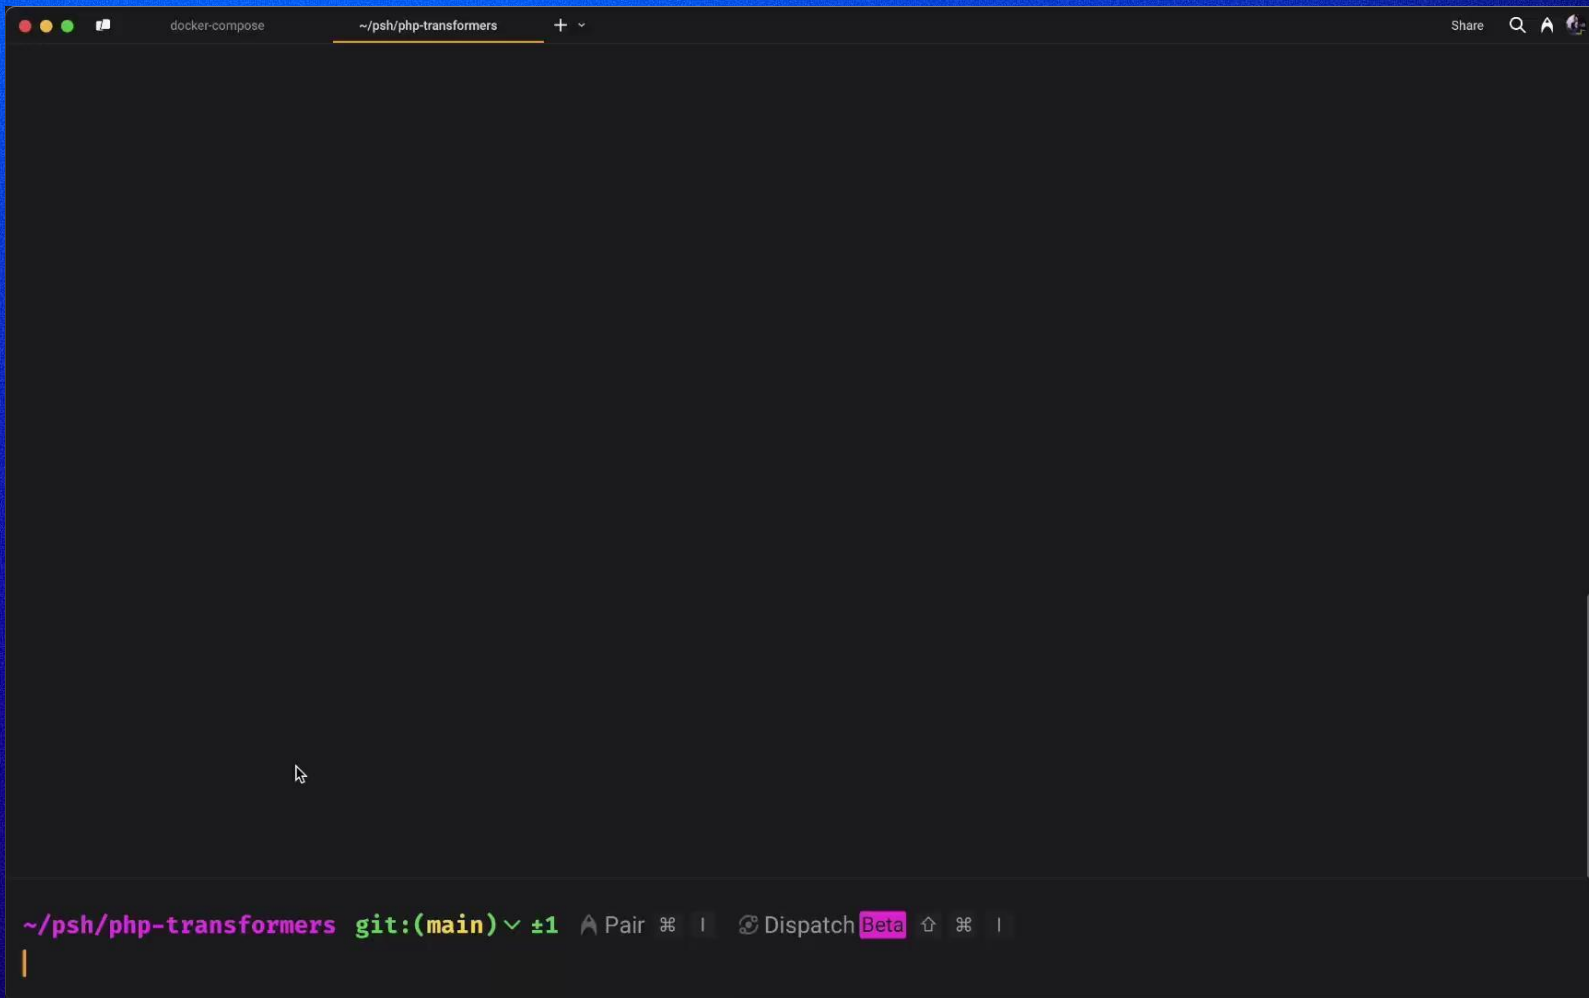 docker-compose ~/psh/php-transformers Share
~/psh/php-transformers git:(main) ±1 Pair ⌘ I Dispatch Beta ⇧ ⌘ I